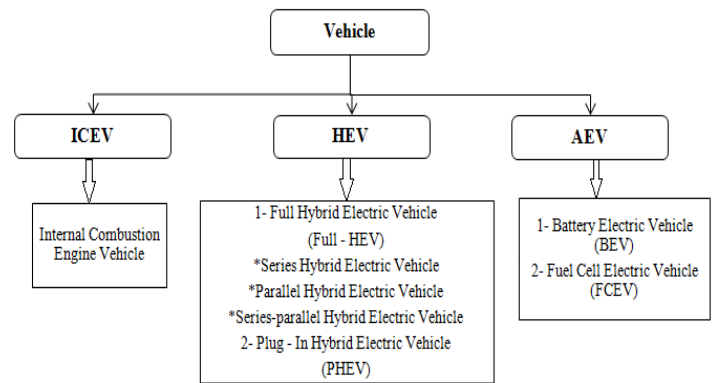 Vehicle
ICEV
HEV
AEV
Internal Combustion
Engine Vehicle
1- Full Hybrid Electric Vehicle
(Full - HEV)
*Series Hybrid Electric Vehicle
*Parallel Hybrid Electric Vehicle
*Series-parallel Hybrid Electric Vehicle
2- Plug - In Hybrid Electric Vehicle
(PHEV)
1- Battery Electric Vehicle
(BEV)
2- Fuel Cell Electric Vehicle
(FCEV)